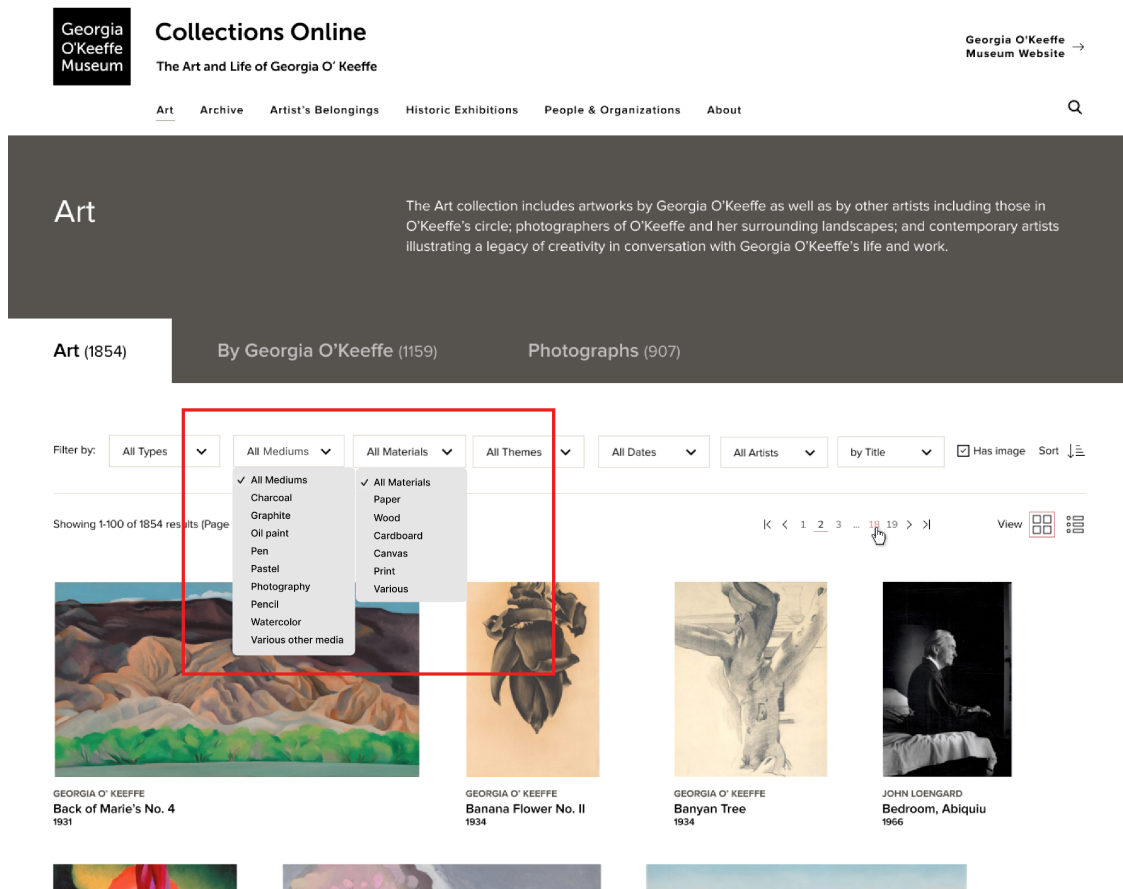 Georgia
O'Keeffe
Museum
Collections Online
The Art and Life of Georgia O' Keeffe
Georgia O'Keeffe
Museum Website →
Art Archive Artist's Belongings Historic Exhibitions People & Organizations About
Art
The Art collection includes artworks by Georgia O'Keeffe as well as by other artists including those in
O'Keeffe's circle; photographers of O'Keeffe and her surrounding landscapes; and contemporary artists
illustrating a legacy of creativity in conversation with Georgia O'Keeffe's life and work.
Art (1854) By Georgia O'Keeffe (1159) Photographs (907)
Filter by: All Types All Mediums All Materials All Themes All Dates All Artists by Title Has image Sort
✓ All Mediums
Charcoal
Graphite
Oil paint
Pen
Pastel
Photography
Pencil
Watercolor
Various other media
✓ All Materials
Paper
Wood
Cardboard
Canvas
Print
Various
Showing 1-100 of 1854 results (Page
1 2 3 ... 18 19
View
GEORGIA O' KEEFFE
Back of Marie's No. 4
1931
GEORGIA O' KEEFFE
Banana Flower No. II
1934
GEORGIA O' KEEFFE
Banyan Tree
1934
JOHN LOENGARD
Bedroom, Abiquiu
1966